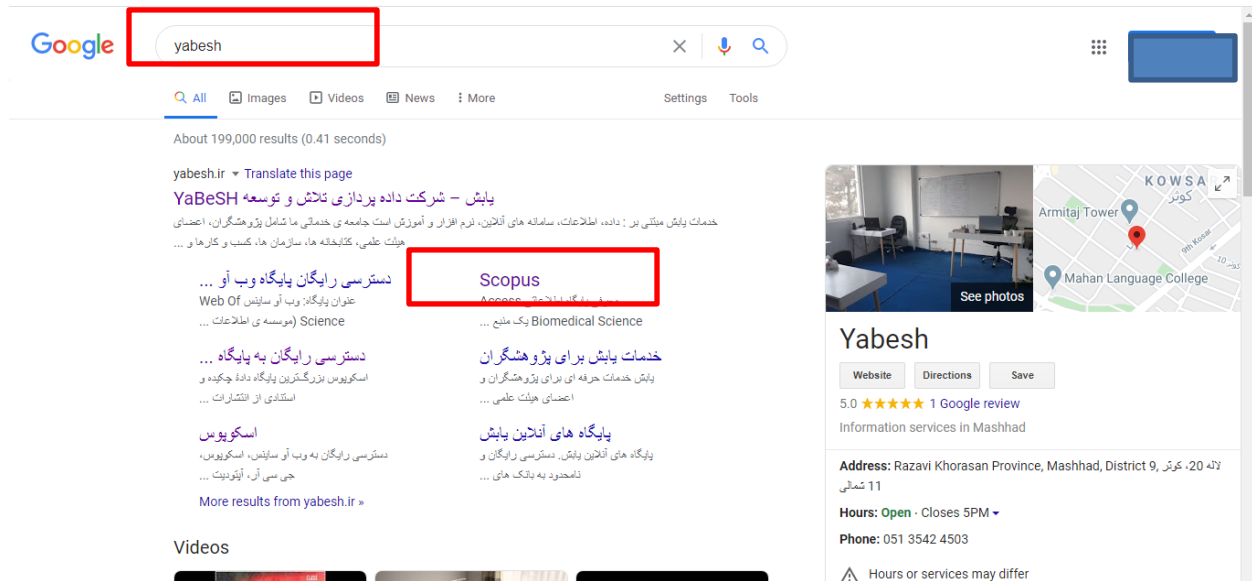 Google
yabesh
All
Images
Videos
News
More
Settings
Tools
About 199,000 results (0.41 seconds)
yabesh.ir
Translate this page
یابش – شرکت داده پردازی تلاش و توسعه YaBeSH
خدمات یابش مبتنی بر : داده، اطلاعات، سامانه های آنلاین، نرم افزار و آموزش است جامعه ی خدماتی ما شامل پژوهشگران، اعضای
هیئت علمی، کتابخانه ها، سازمان ها، کسب و کارها و ...
دسترسی رایگان پایگاه وب آو ...
عنوان پایگاه: وب آو ساینس Web Of
Science (موسسه ی اطلاعات ...
Scopus
معرفی پایگاه اطلاعاتی Access
Biomedical Science یک منبع ...
دسترسی رایگان به پایگاه ...
اسکوپوس بزرگترین پایگاه دادهٔ چکیده و
استنادی از انتشارات ...
خدمات یابش برای پژوهشگران
یابش خدمات حرفه ای برای پژوهشگران و
اعضای هیئت علمی ...
اسکوپوس
دسترسی رایگان به وب آو ساینس، اسکوپوس،
جی سی آر، آپتودیت ...
پایگاه های آنلاین یابش
پایگاه های آنلاین یابش. دسترسی رایگان و
نامحدود به بانک های ...
More results from yabesh.ir »
Videos
See photos
KOWSAR
کوثر
Armitaj Tower
9th Kosar
Mahan Language College
Yabesh
Website
Directions
Save
5.0
1 Google review
Information services in Mashhad
Address: Razavi Khorasan Province, Mashhad, District 9, لاله 20، کوثر
11 شمالی
Hours: Open · Closes 5PM
Phone: 051 3542 4503
Hours or services may differ